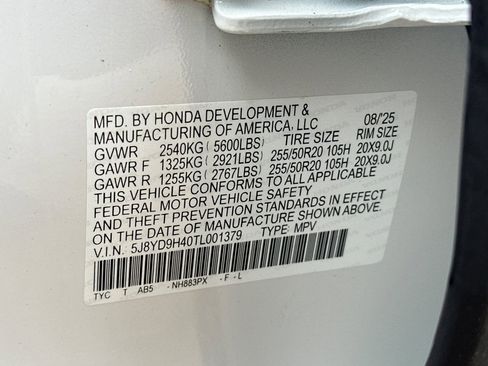 MFD. BY HONDA DEVELOPMENT &
MANUFACTURING OF AMERICA, LLC 08/'25
GVWR 2540KG ( 5600LBS) TIRE SIZE RIM SIZE
GAWR F 1325KG ( 2921LBS) 255/50R20 105H 20X9.0J
GAWR R 1255KG ( 2767LBS) 255/50R20 105H 20X9.0J
THIS VEHICLE CONFORMS TO ALL APPLICABLE
FEDERAL MOTOR VEHICLE SAFETY
AND THEFT PREVENTION STANDARDS IN EFFECT
ON THE DATE OF MANUFACTURE SHOWN ABOVE.
V.I.N. 5J8YD9H40TL001379 TYPE: MPV
TYC T AB5 - NH883PX - F - L